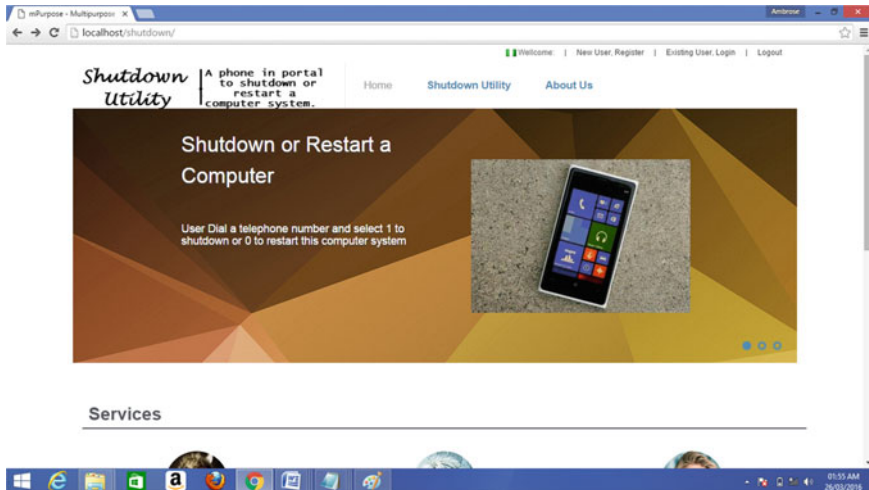 mPurpose - Multipurpose
Ambrose
localhost/shutdown/
Welcome: | New User, Register | Existing User, Login | Logout
Shutdown
Utility
A phone in portal
to shutdown or
restart a
computer system.
Home Shutdown Utility About Us
Shutdown or Restart a
Computer
User Dial a telephone number and select 1 to
shutdown or 0 to restart this computer system
Services
01:55 AM
26/03/2016